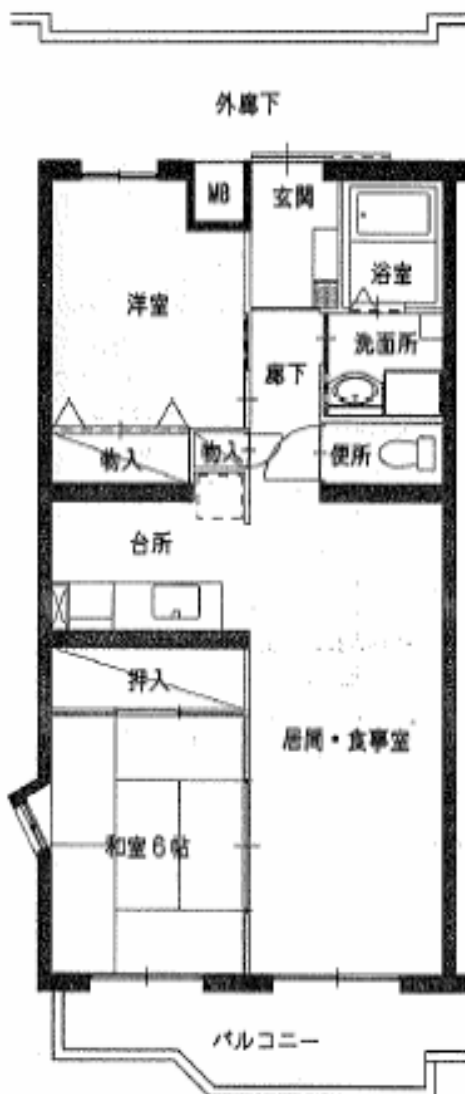 外廊下
MB
玄関
浴室
洋室
洗面所
廊下
物入
物入
便所
台所
押入
居間・食事室
和室6帖
バルコニー